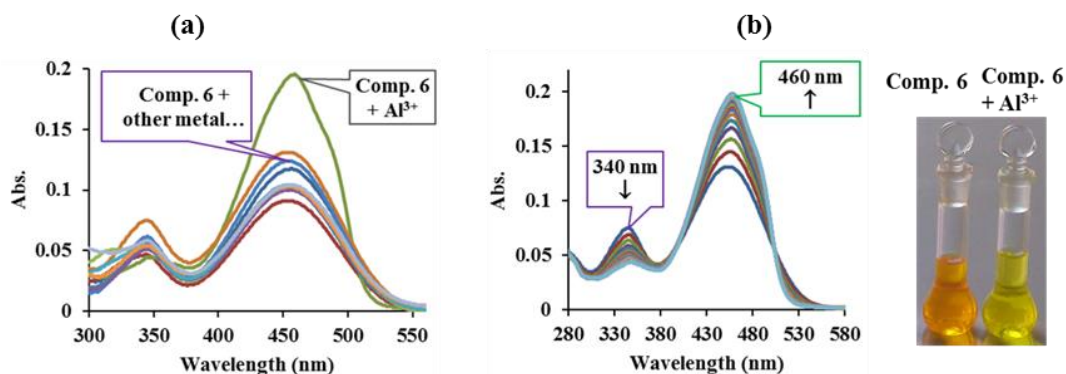 (a)
0.2
0.15
0.1
0.05
0
Abs.
Comp. 6 +
other metal…
Comp. 6
+ Al³⁺
300 350 400 450 500 550
Wavelength (nm)
(b)
0.2
0.15
0.1
0.05
0
Abs.
340 nm
↓
460 nm
↑
280 330 380 430 480 530 580
Wavelength (nm)
Comp. 6
Comp. 6
+ Al³⁺